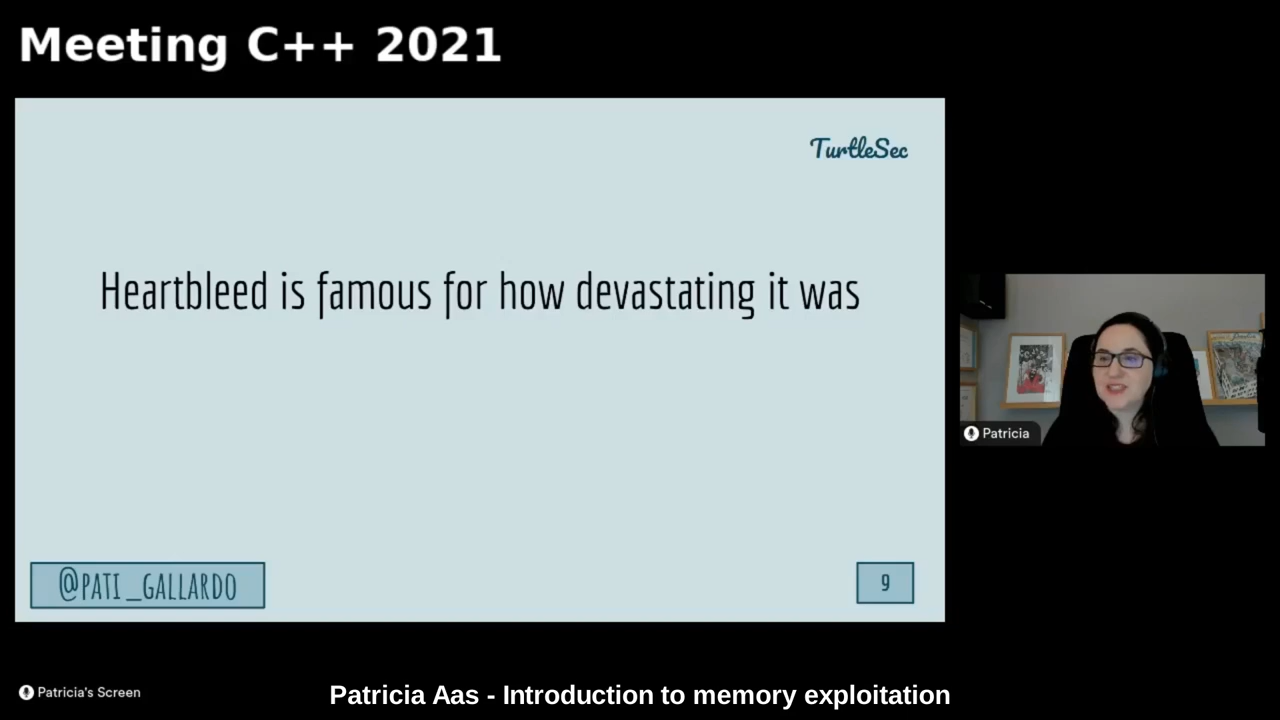 Meeting C++ 2021
TurtleSec
Heartbleed is famous for how devastating it was
@PATI_GALLARDO
9
Patricia
Patricia's Screen
Patricia Aas - Introduction to memory exploitation